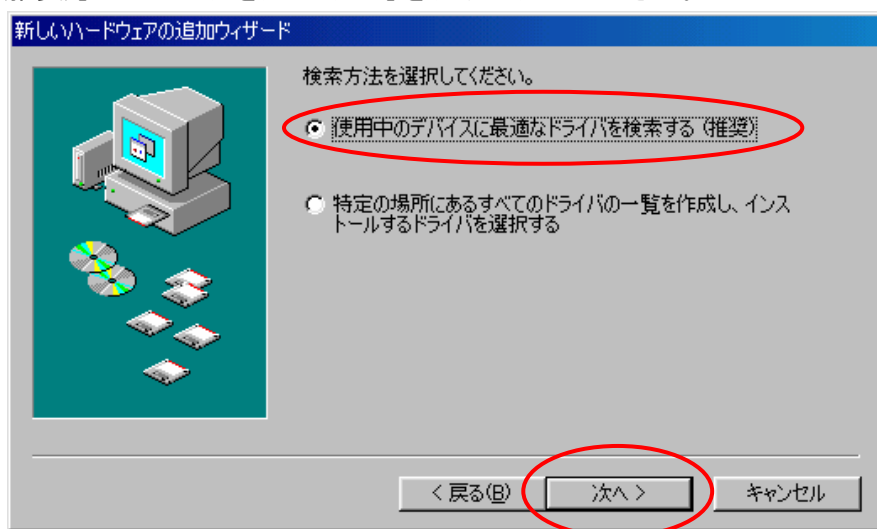 新しいハードウェアの追加ウィザード
検索方法を選択してください。
使用中のデバイスに最適なドライバを検索する（推奨）
特定の場所にあるすべてのドライバの一覧を作成し、インス
トールするドライバを選択する
< 戻る(B)
次へ >
キャンセル